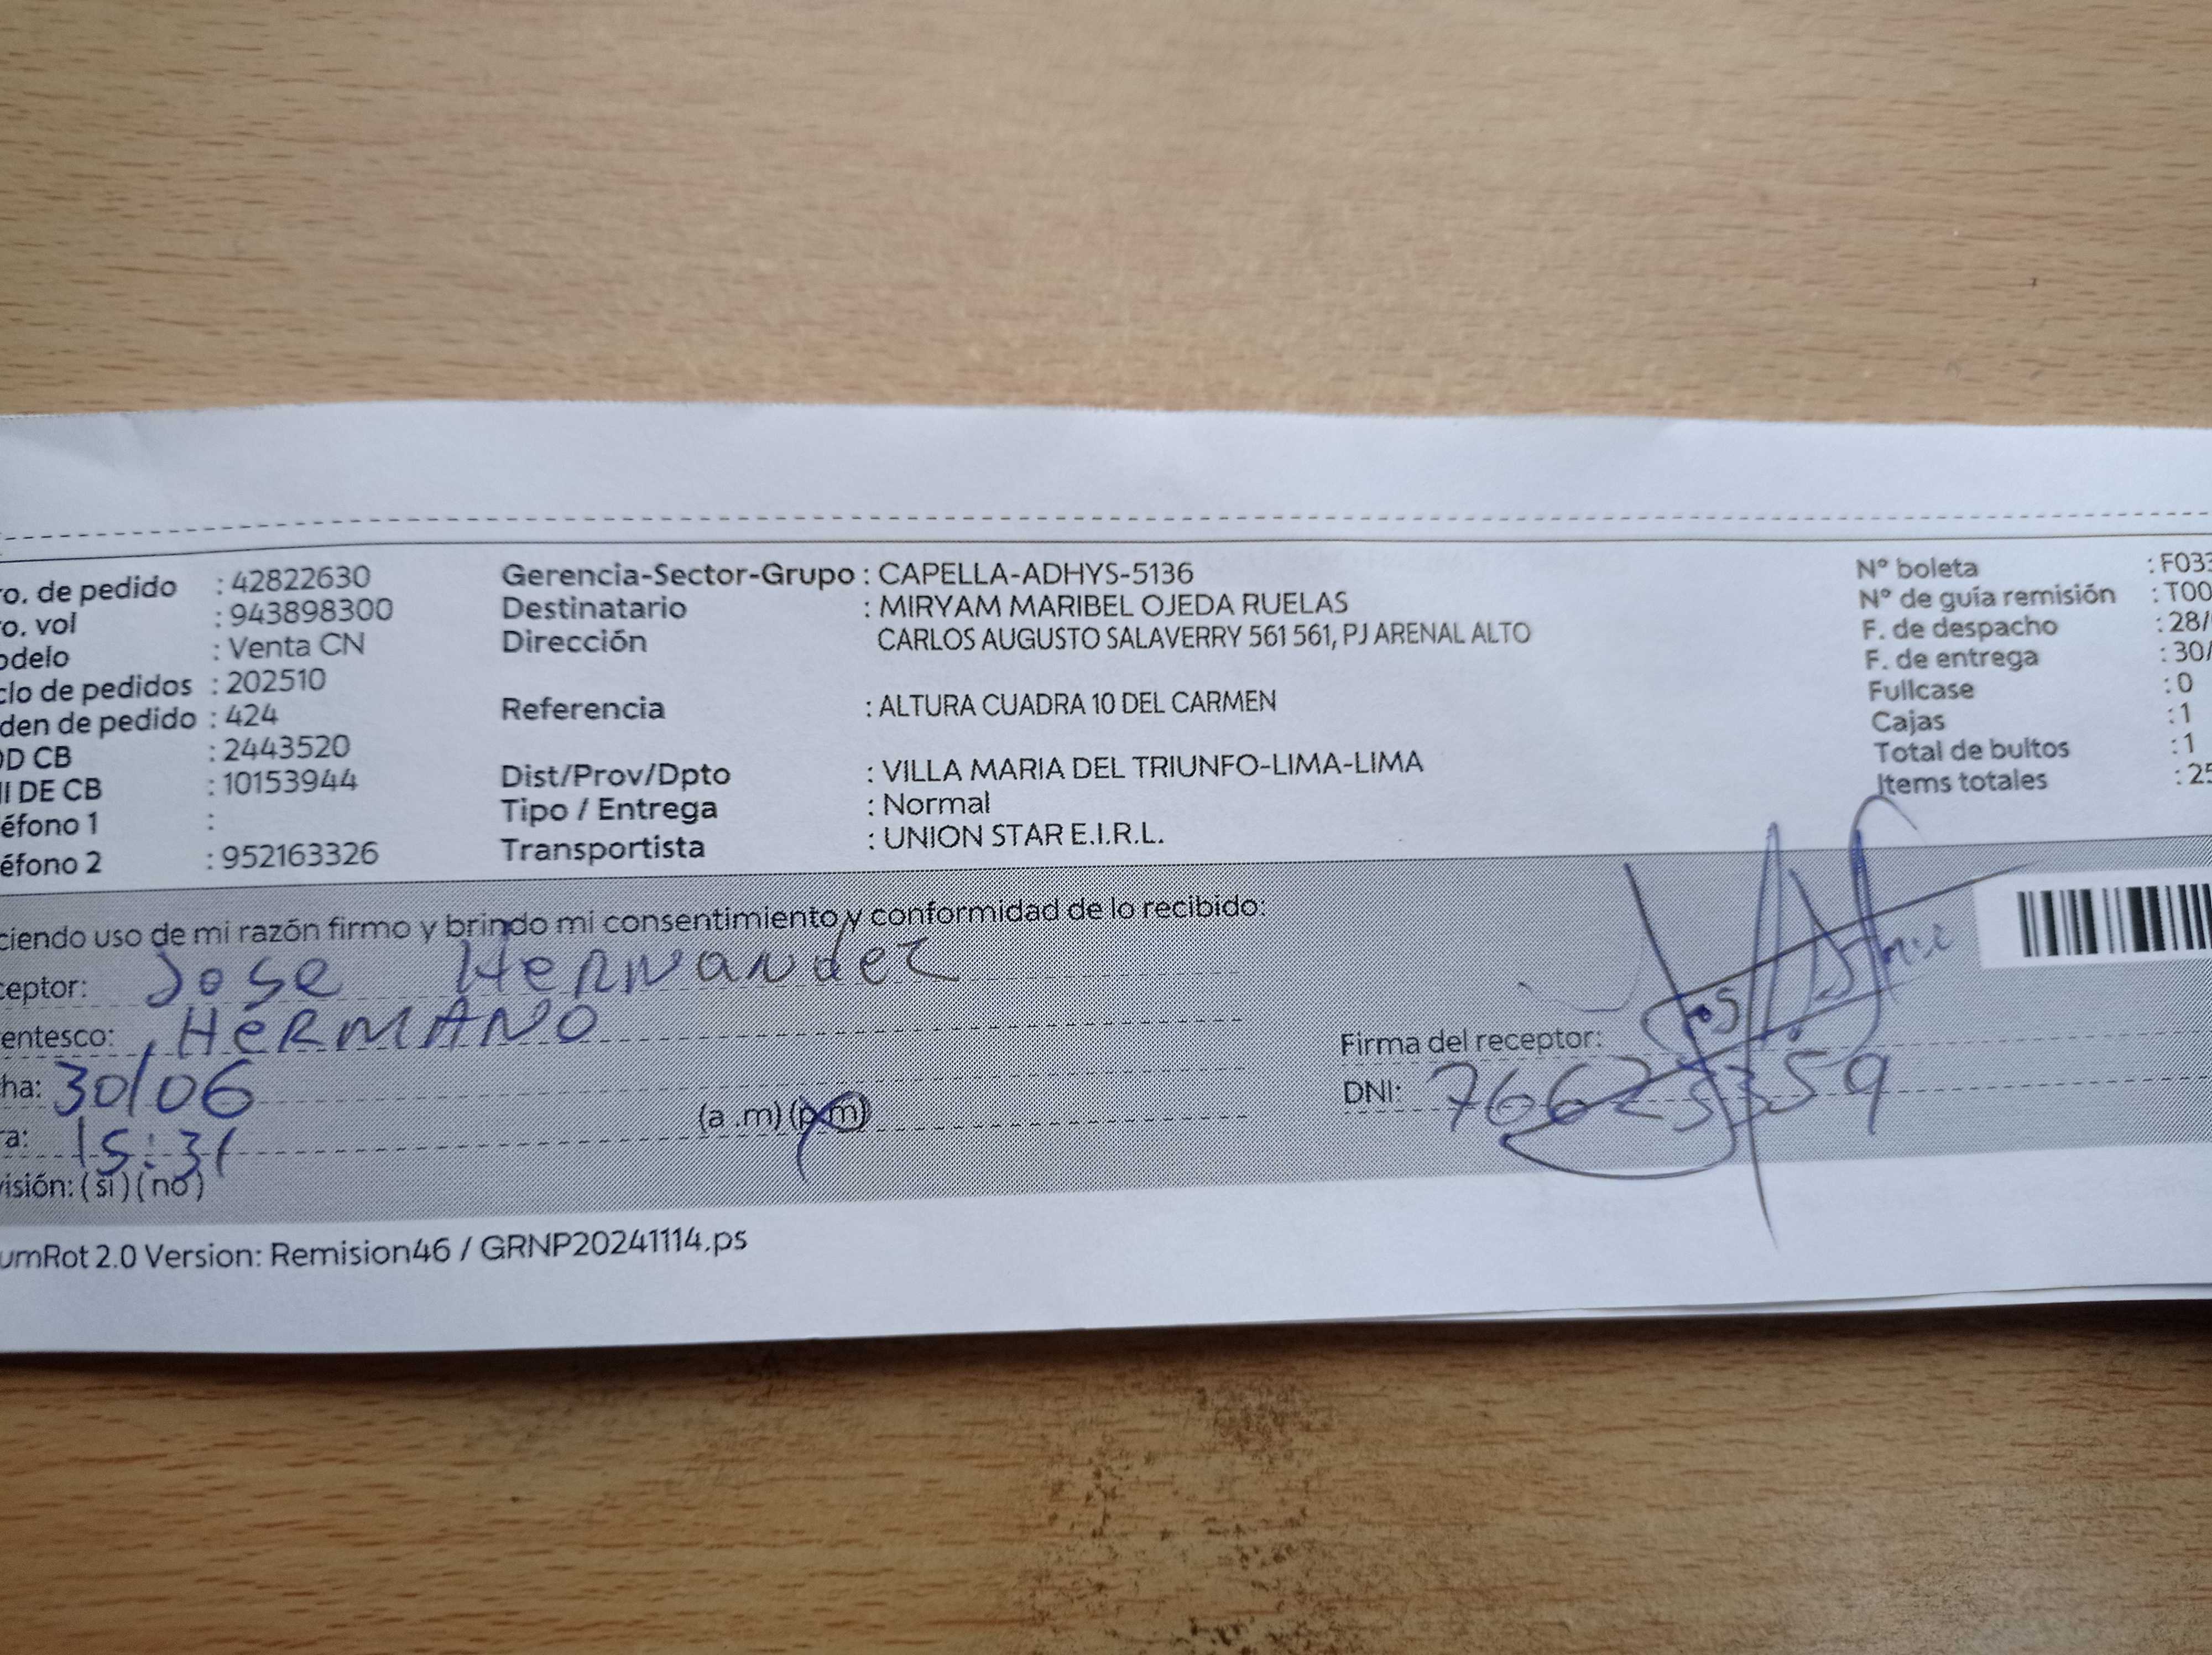 o. de pedido : 42822630
o. vol : 943898300
odelo : Venta CN
clo de pedidos : 202510
den de pedido : 424
D CB : 2443520
I DE CB : 10153944
éfono 1 :
éfono 2 : 952163326
Gerencia-Sector-Grupo : CAPELLA-ADHYS-5136
Destinatario : MIRYAM MARIBEL OJEDA RUELAS
Dirección CARLOS AUGUSTO SALAVERRY 561 561, PJ ARENAL ALTO
Referencia : ALTURA CUADRA 10 DEL CARMEN
Dist/Prov/Dpto : VILLA MARIA DEL TRIUNFO-LIMA-LIMA
Tipo / Entrega : Normal
Transportista : UNION STAR E.I.R.L.
Nº boleta : F033
Nº de guía remisión : T00
F. de despacho : 28/
F. de entrega : 30/
Fullcase : 0
Cajas : 1
Total de bultos : 1
Items totales : 25
ciendo uso de mi razón firmo y brindo mi consentimiento y conformidad de lo recibido:
ceptor: Jose Hernandez
entesco: HERMANO
ha: 30/06
a: 15:31 (a .m) (p.m)
visión: (si) (no)
Firma del receptor:
DNI: 76625359
umRot 2.0 Version: Remision46 / GRNP20241114.ps